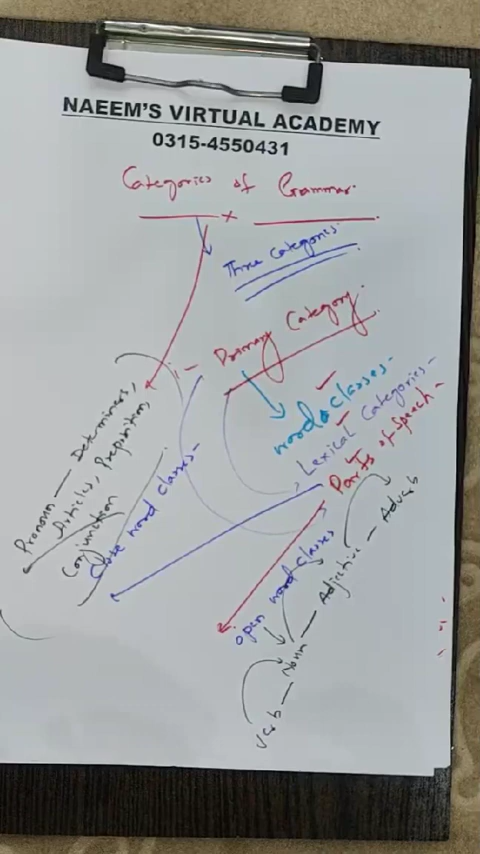 NAEEM'S VIRTUAL ACADEMY
0315-4550431
Categories of Grammar.
Three Categories.
i- Primary Category.
word classes-
Lexical Categories-
Parts of Speech-
Pronoun — Determiners,
Articles, Prepositions
Conjunction
Close word classes-
open word classes
Verb — Noun — Adjective — Adverb